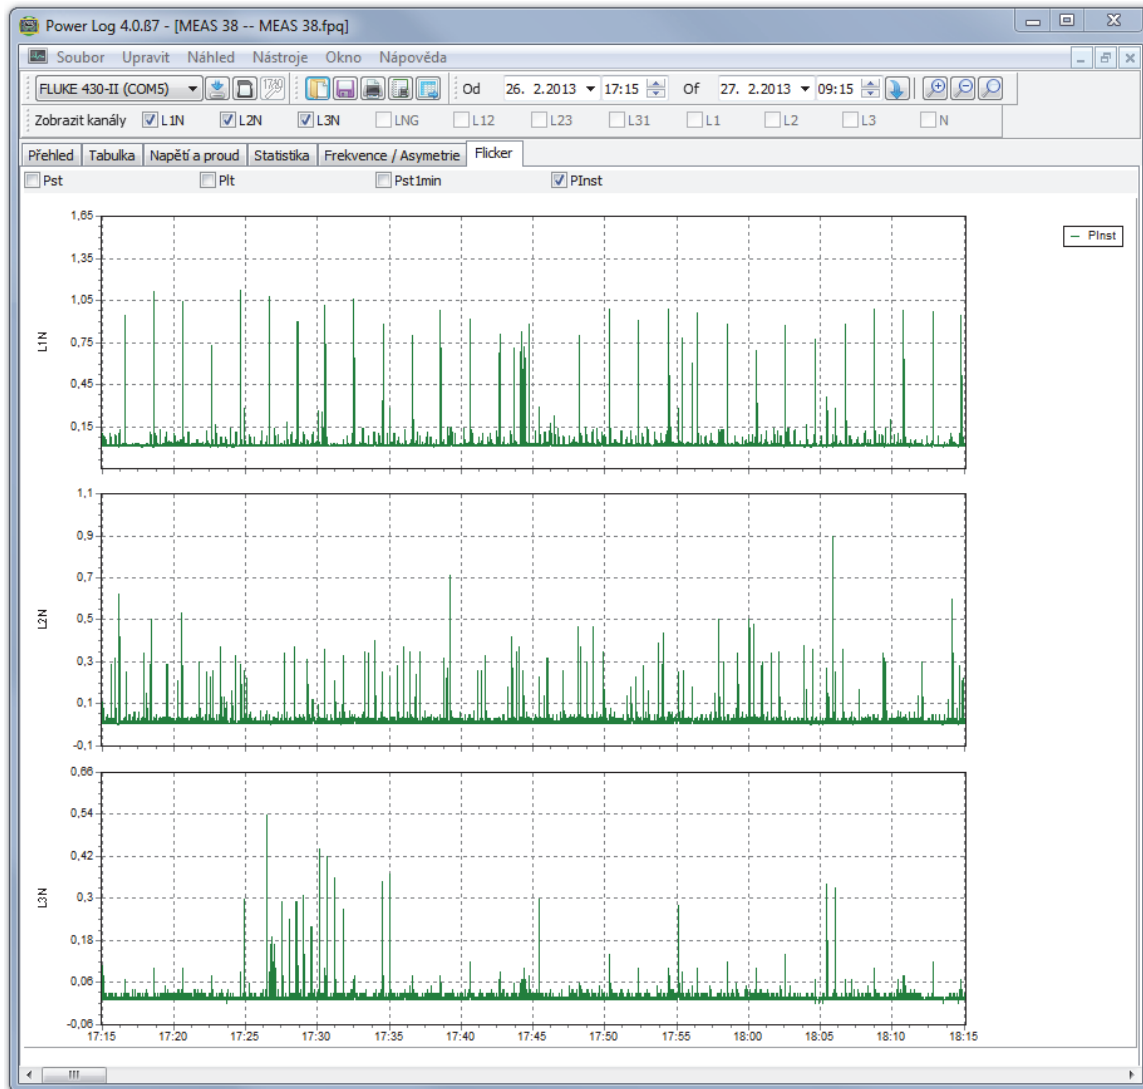 Power Log 4.0.87 - [MEAS 38 -- MEAS 38.fpq]
Soubor Upravit Náhled Nástroje Okno Nápověda
FLUKE 430-II (COM5) Od 26. 2.2013 17:15 Of 27. 2.2013 09:15
Zobrazit kanály L1N L2N L3N LNG L12 L23 L31 L1 L2 L3 N
Přehled Tabulka Napětí a proud Statistika Frekvence / Asymetrie Flicker
Pst Plt Pst1min PInst
PInst
L1N
1,65
1,35
1,05
0,75
0,45
0,15
L2N
1,1
0,9
0,7
0,5
0,3
0,1
-0,1
L3N
0,66
0,54
0,42
0,3
0,18
0,06
-0,06
17:15 17:20 17:25 17:30 17:35 17:40 17:45 17:50 17:55 18:00 18:05 18:10 18:15